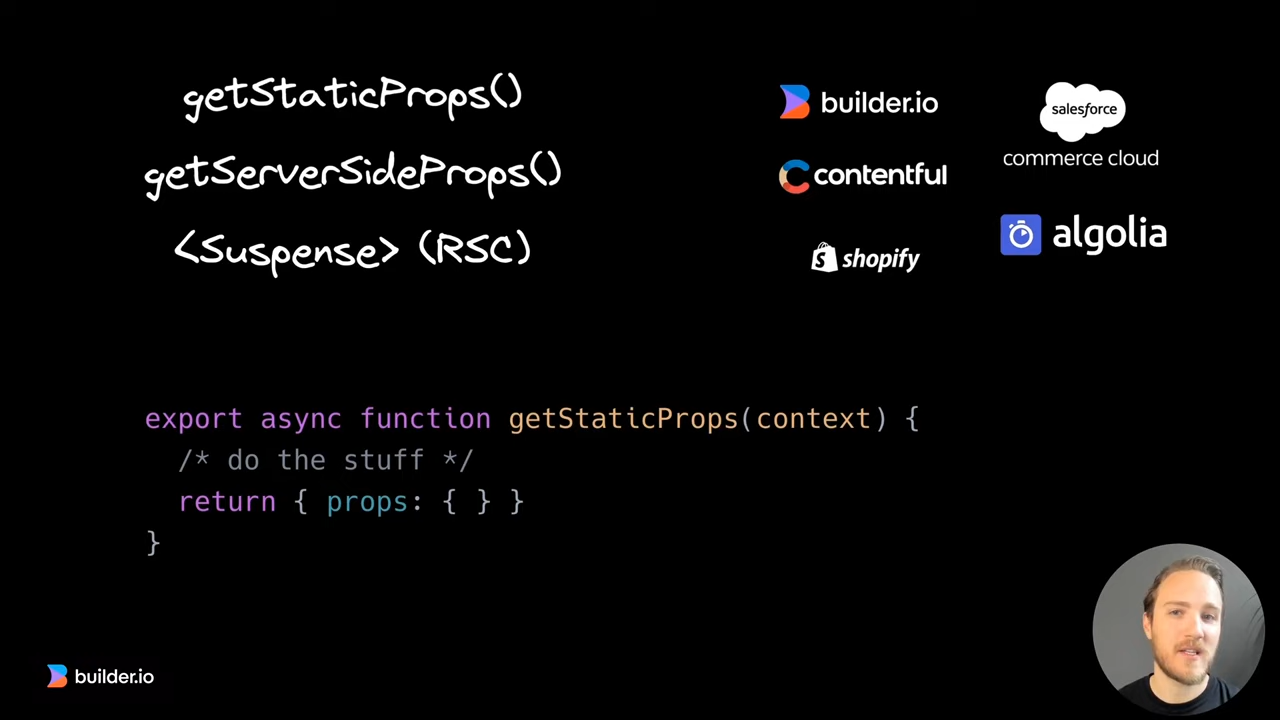 getStaticProps()
getServerSideProps()
<Suspense> (RSC)
builder.io
contentful
shopify
salesforce
commerce cloud
algolia
export async function getStaticProps(context) {
  /* do the stuff */
  return { props: { } }
}
builder.io